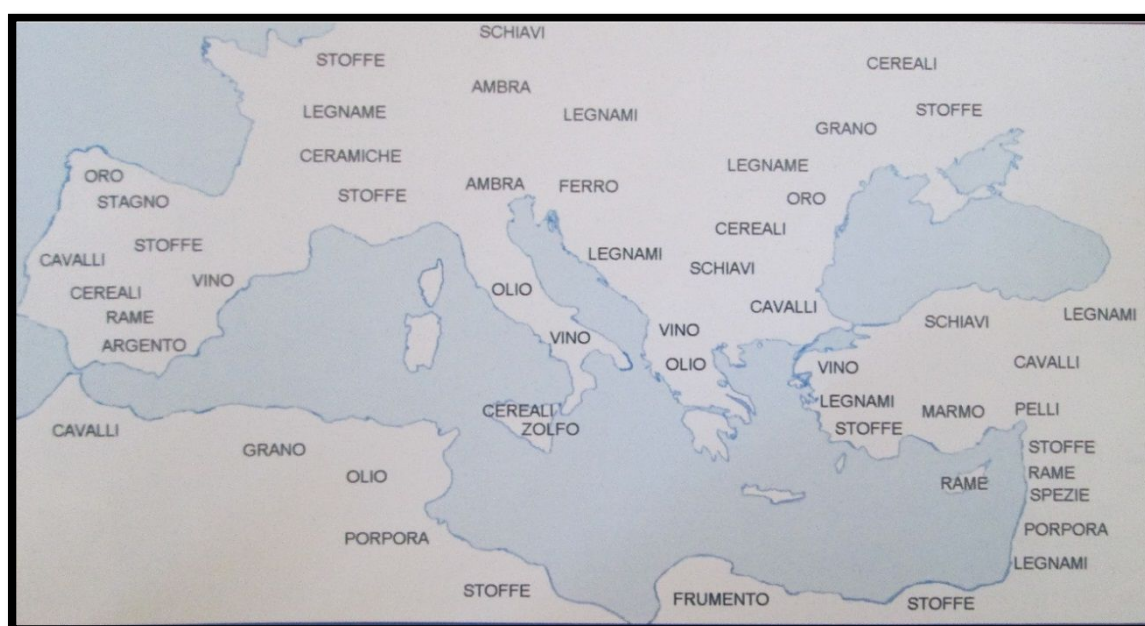 SCHIAVI
STOFFE
CEREALI
AMBRA
LEGNAME
LEGNAMI
STOFFE
GRANO
CERAMICHE
LEGNAME
ORO
AMBRA
FERRO
STAGNO
STOFFE
ORO
CEREALI
STOFFE
CAVALLI
LEGNAMI
SCHIAVI
VINO
CEREALI
OLIO
RAME
CAVALLI
LEGNAMI
SCHIAVI
VINO
VINO
ARGENTO
OLIO
VINO
CAVALLI
LEGNAMI
CEREALI
MARMO
PELLI
CAVALLI
ZOLFO
STOFFE
GRANO
STOFFE
OLIO
RAME
RAME
SPEZIE
PORPORA
PORPORA
LEGNAMI
STOFFE
FRUMENTO
STOFFE